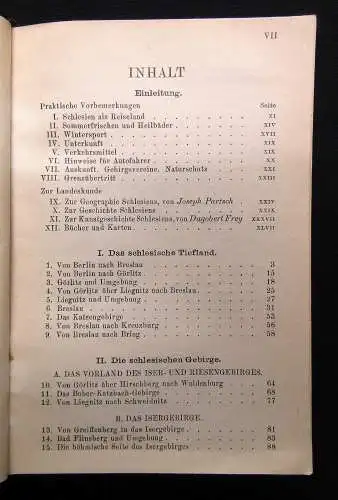 VII
INHALT
Einleitung.
Praktische Vorbemerkungen Seite
I. Schlesien als Reiseland XI
II. Sommerfrischen und Heilbäder XIV
III. Wintersport XVII
IV. Unterkunft XIX
V. Verkehrsmittel XIX
VI. Hinweise für Autofahrer XX
VII. Auskunft, Gebirgsvereine, Naturschutz XXI
VIII. Grenzübertritt XXIII
Zur Landeskunde
IX. Zur Geographie Schlesiens, von Joseph Partsch XXIV
X. Zur Geschichte Schlesiens XXIX
XI. Zur Kunstgeschichte Schlesiens, von Dagobert Frey XXXVII
XII. Bücher und Karten XLVII
I. Das schlesische Tiefland.
1. Von Berlin nach Breslau 3
2. Von Berlin nach Görlitz 15
3. Görlitz und Umgebung 18
4. Von Görlitz über Liegnitz nach Breslau 25
5. Liegnitz und Umgebung 27
6. Breslau 31
7. Das Katzengebirge 53
8. Von Breslau nach Kreuzburg 56
9. Von Breslau nach Brieg 58
II. Die schlesischen Gebirge.
A. DAS VORLAND DES ISER- UND RIESENGEBIRGES.
10. Von Görlitz über Hirschberg nach Waldenburg 64
11. Das Bober-Katzbach-Gebirge 68
12. Von Liegnitz nach Schweidnitz 77
B. DAS ISERGEBIRGE.
13. Von Greiffenberg in das Isergebirge 81
14. Bad Flinsberg und Umgebung 83
15. Die böhmische Seite des Isergebirges 88